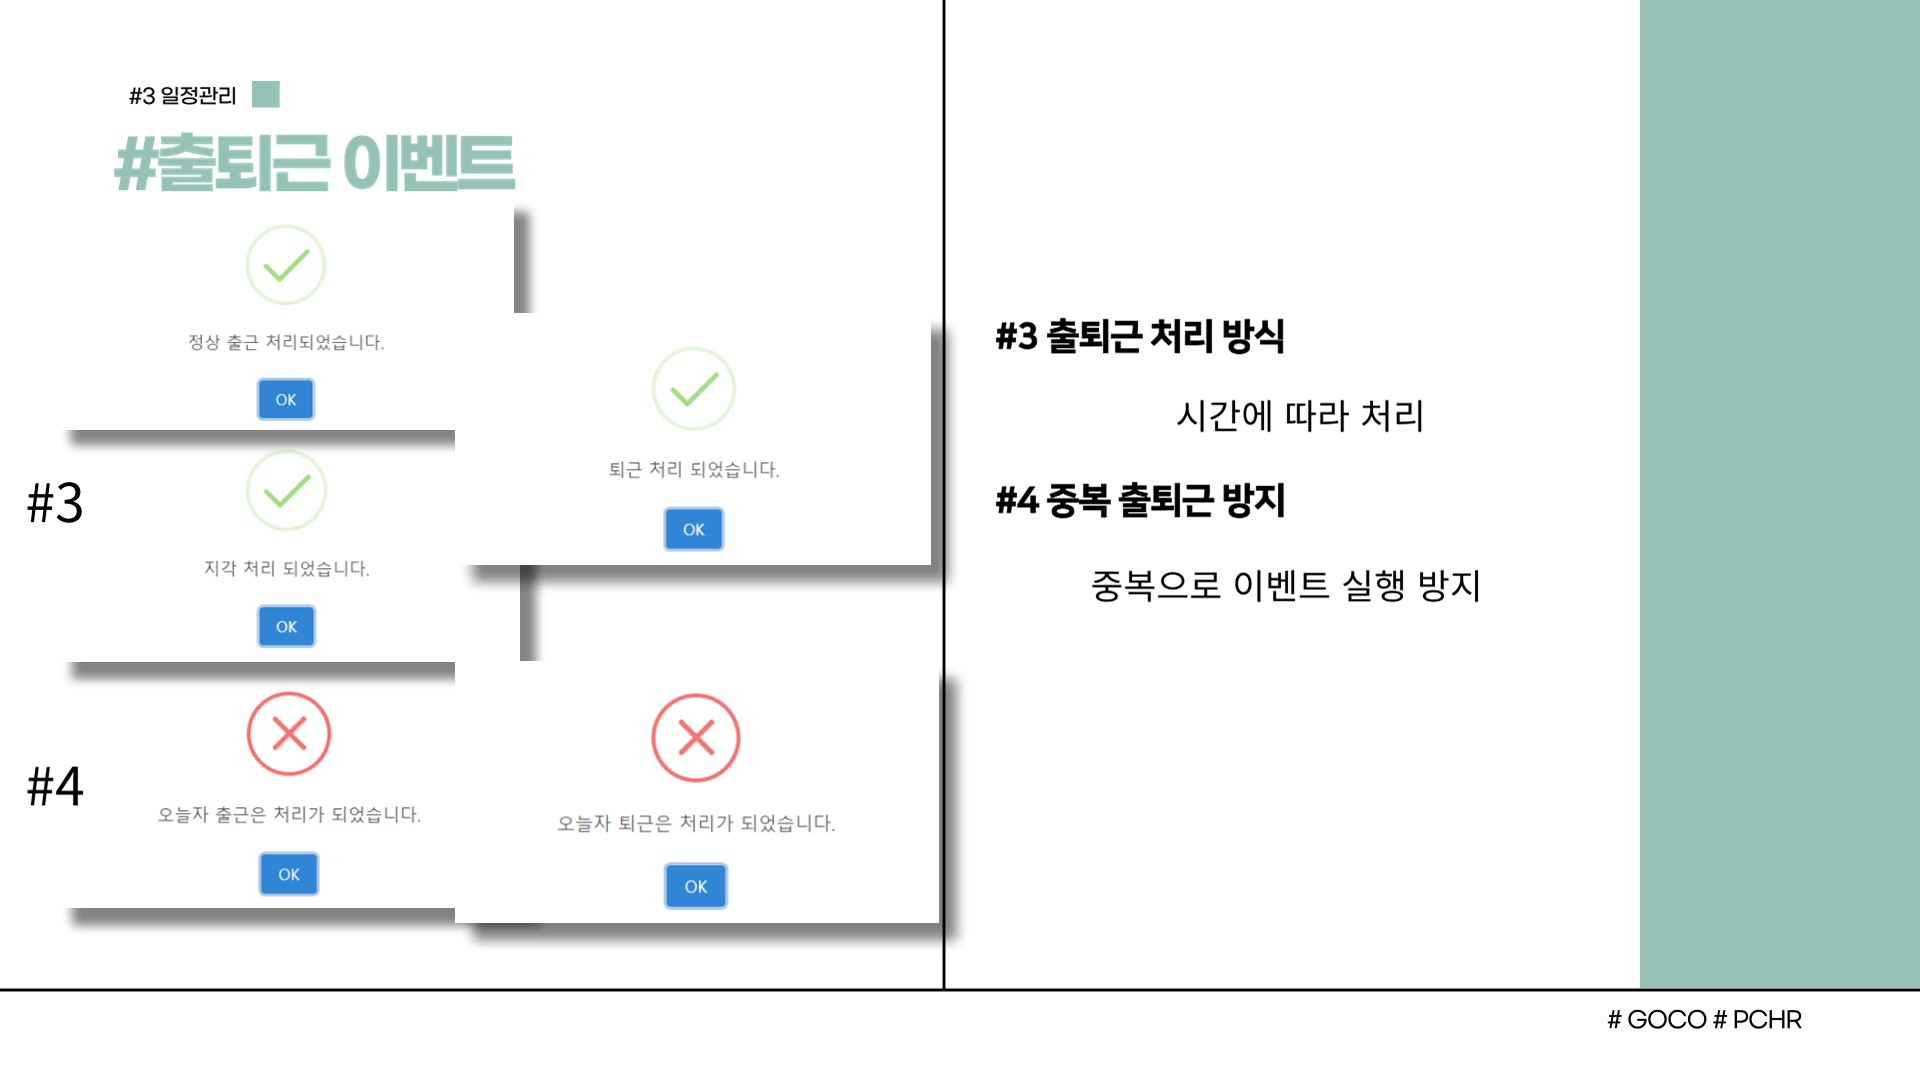 #3 일정관리
#출퇴근 이벤트
정상 출근 처리되었습니다.
OK
퇴근 처리 되었습니다.
OK
#3
지각 처리 되었습니다.
OK
#4
오늘자 출근은 처리가 되었습니다.
OK
오늘자 퇴근은 처리가 되었습니다.
OK
#3 출퇴근 처리 방식
시간에 따라 처리
#4 중복 출퇴근 방지
중복으로 이벤트 실행 방지
# GOCO # PCHR